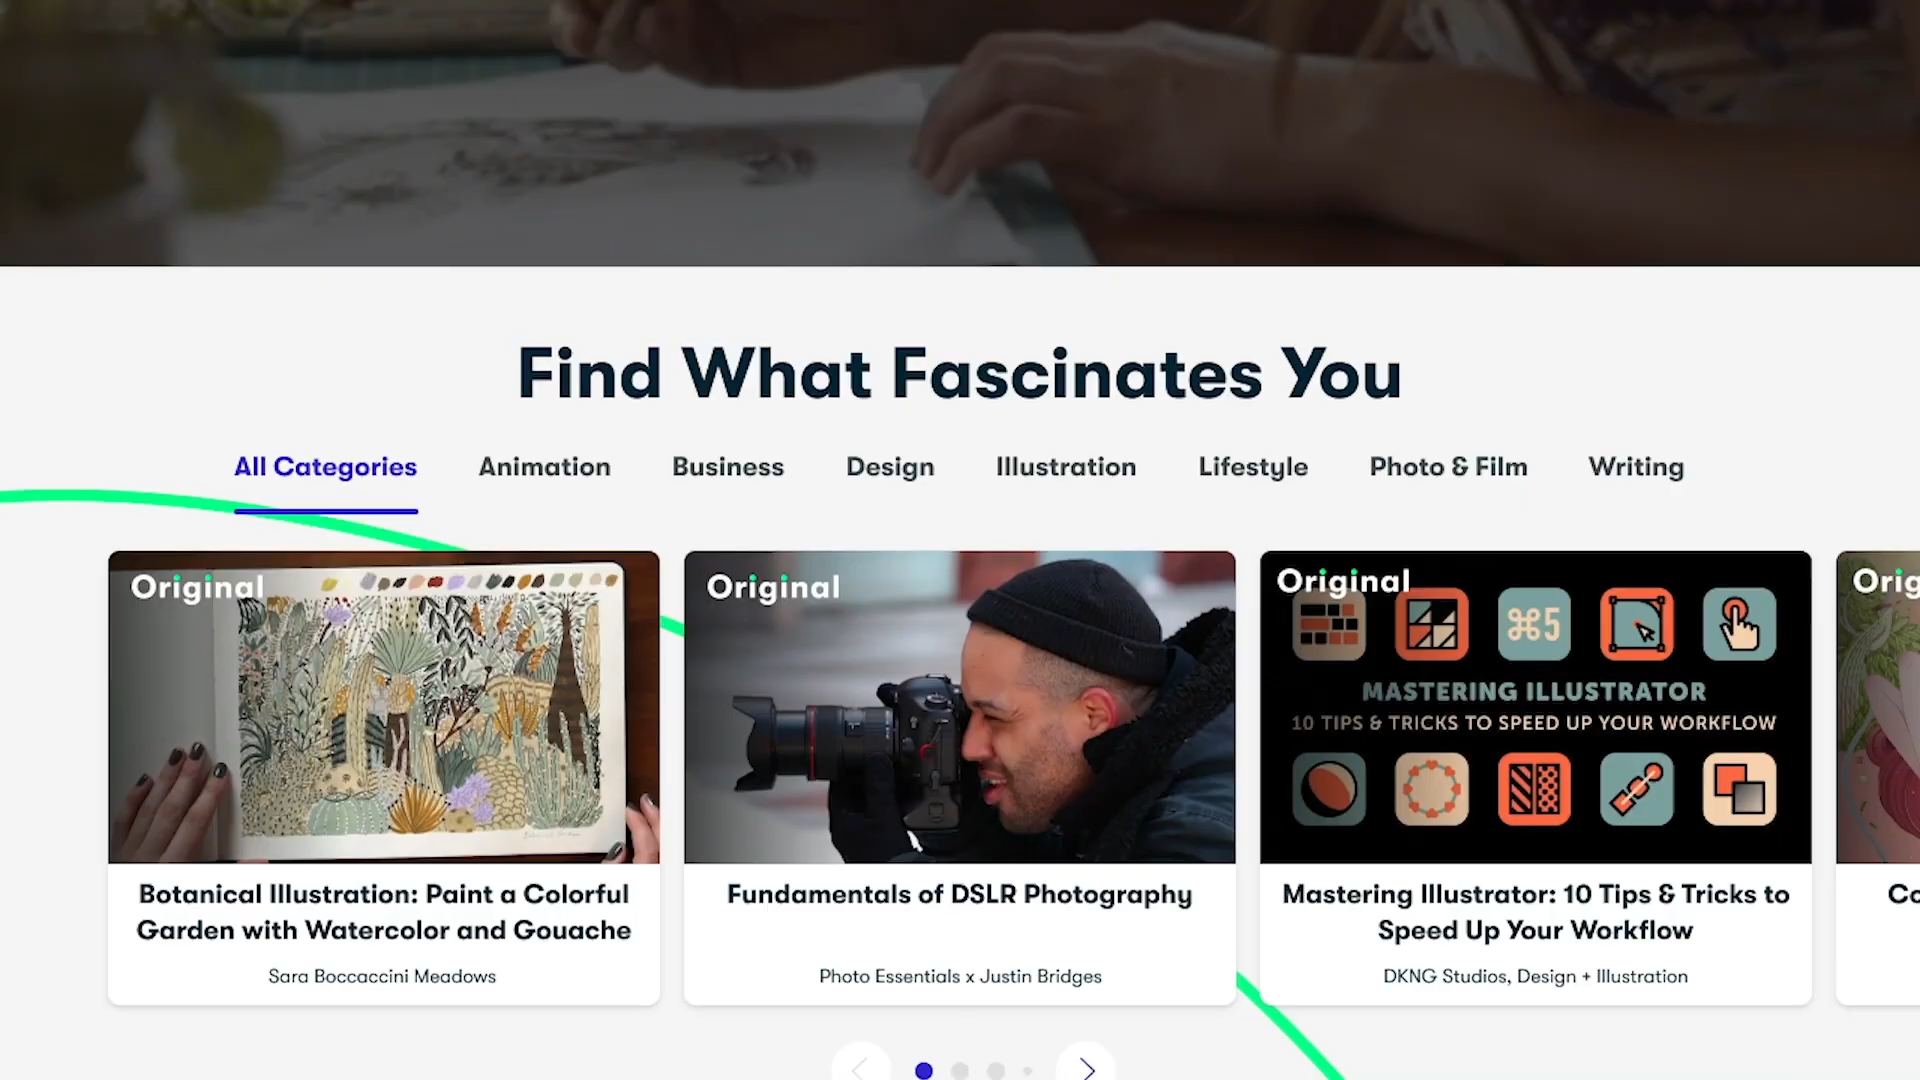 Find What Fascinates You
All Categories Animation Business Design Illustration Lifestyle Photo & Film Writing
Original
Original
Original
⌘5
MASTERING ILLUSTRATOR
10 TIPS & TRICKS TO SPEED UP YOUR WORKFLOW
Botanical Illustration: Paint a Colorful
Garden with Watercolor and Gouache
Sara Boccaccini Meadows
Fundamentals of DSLR Photography
Photo Essentials x Justin Bridges
Mastering Illustrator: 10 Tips & Tricks to
Speed Up Your Workflow
DKNG Studios, Design + Illustration
Orig
Co